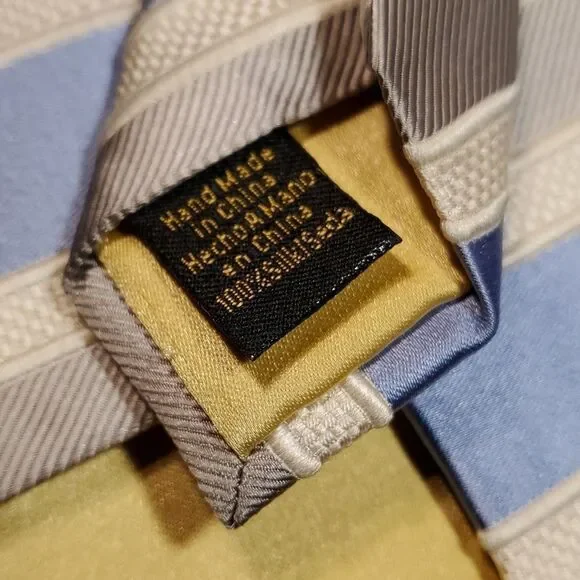 Hand Made
in China
Hecho A Mano
en China
100% Silk/Seda